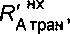 R′ нх А тран,